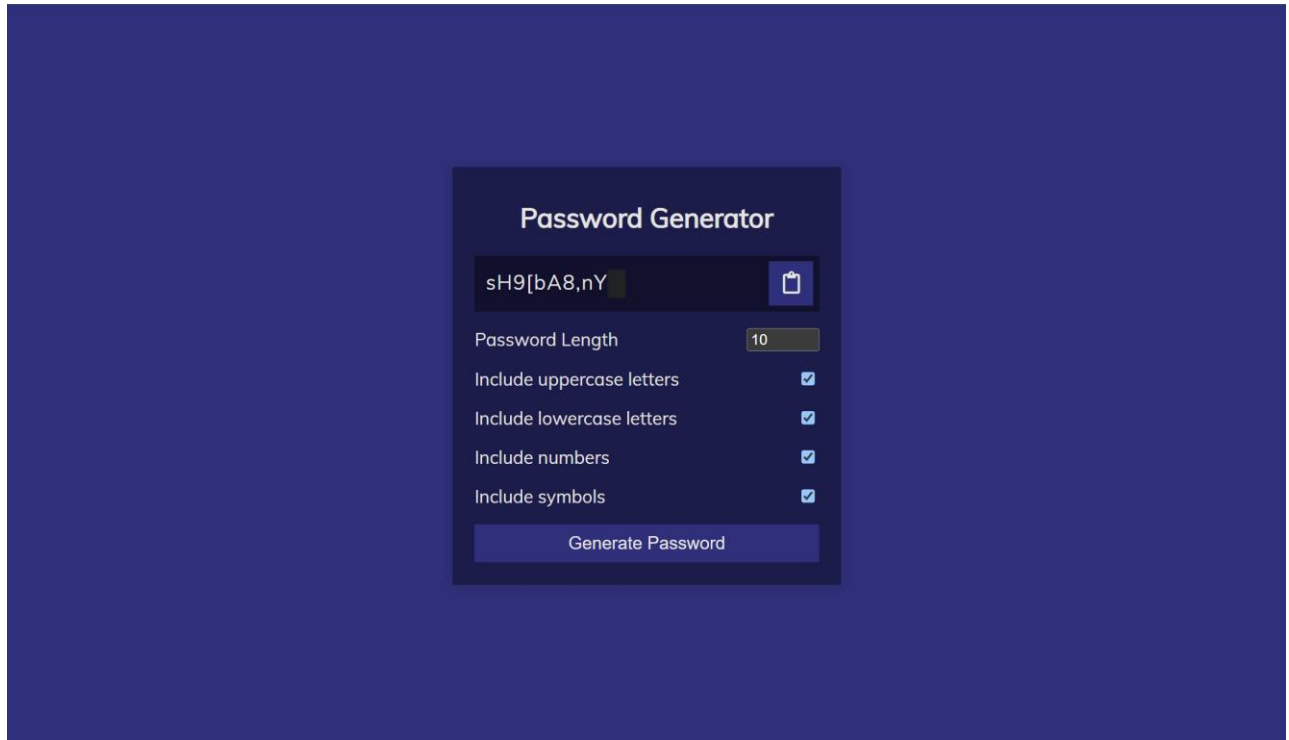 Password Generator
sH9[bA8,nY
Password Length 10
Include uppercase letters
Include lowercase letters
Include numbers
Include symbols
Generate Password